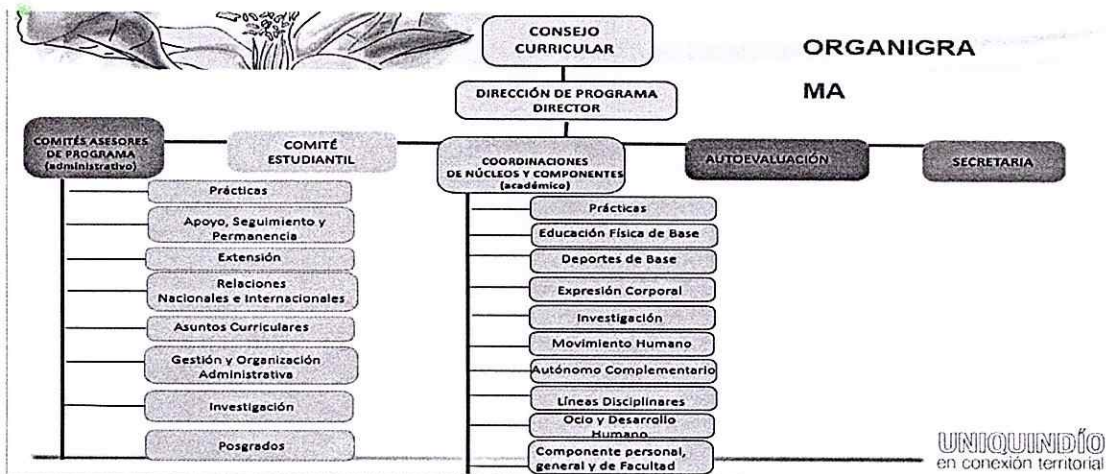 CONSEJO
CURRICULAR
ORGANIGRA
MA
DIRECCIÓN DE PROGRAMA
DIRECTOR
COMITÉS ASESORES
DE PROGRAMA
(administrativo)
COMITÉ
ESTUDIANTIL
COORDINACIONES
DE NÚCLEOS Y COMPONENTES
(académico)
AUTOEVALUACIÓN
SECRETARIA
Prácticas
Apoyo, Seguimiento y
Permanencia
Extensión
Relaciones
Nacionales e Internacionales
Asuntos Curriculares
Gestión y Organización
Administrativa
Investigación
Posgrados
Prácticas
Educación Física de Base
Deportes de Base
Expresión Corporal
Investigación
Movimiento Humano
Autónomo Complementario
Líneas Disciplinares
Ocio y Desarrollo
Humano
Componente personal,
general y de Facultad
UNIQUINDÍO
en conexión territorial